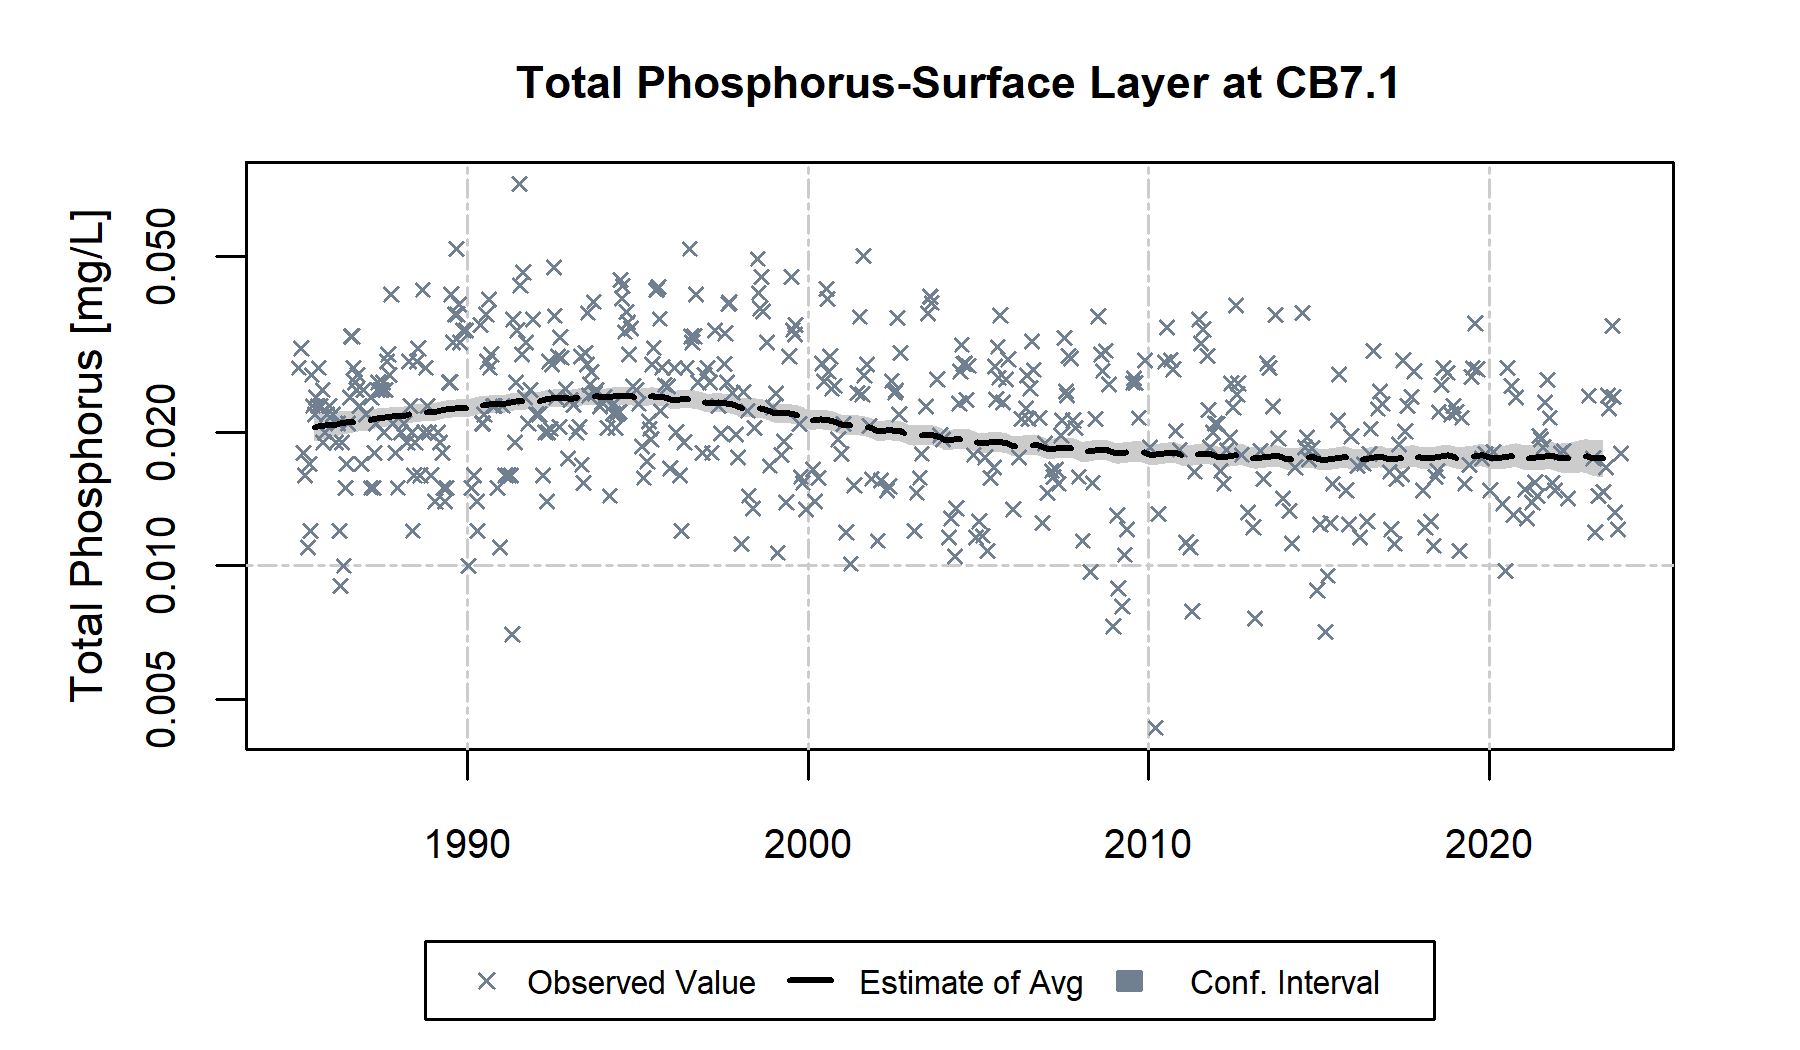 Total Phosphorus-Surface Layer at CB7.1
Total Phosphorus [mg/L]
0.050
0.020
0.010
0.005
1990 2000 2010 2020
Observed Value Estimate of Avg Conf. Interval